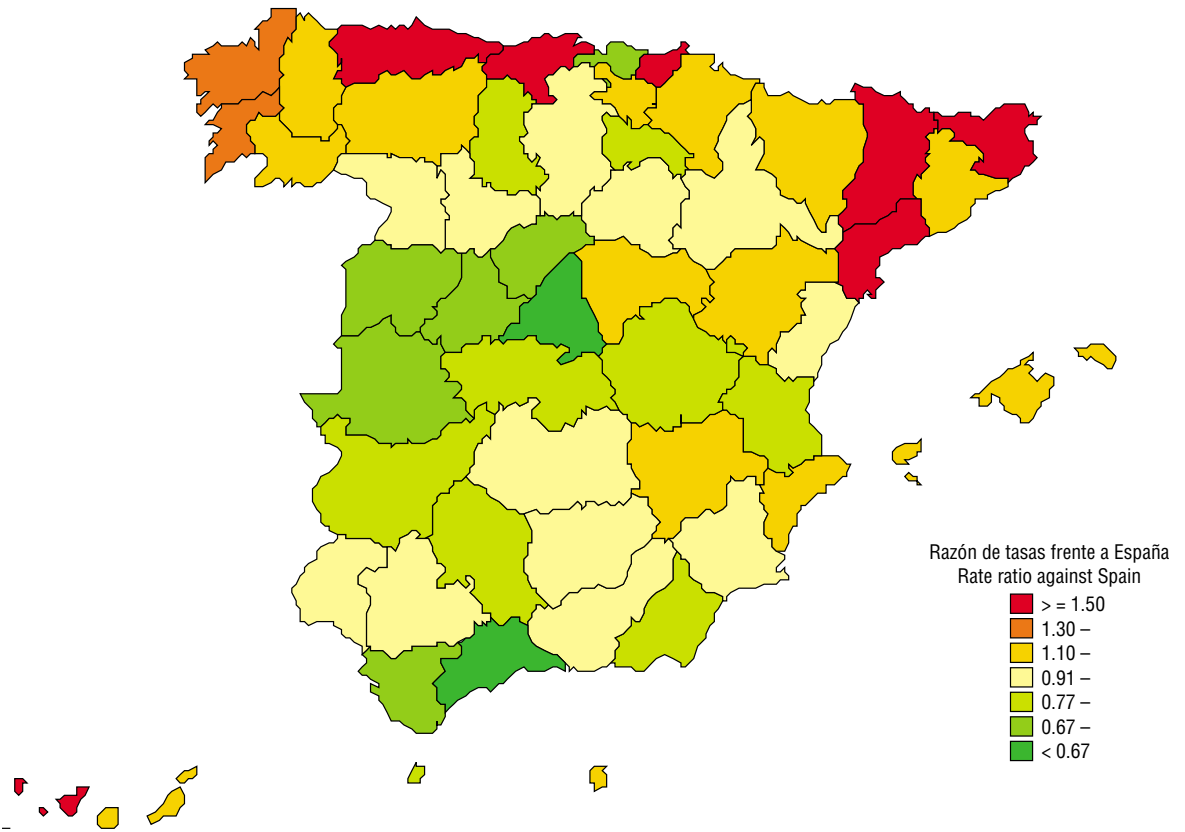 Razón de tasas frente a España
Rate ratio against Spain
> = 1.50
1.30 –
1.10 –
0.91 –
0.77 –
0.67 –
< 0.67